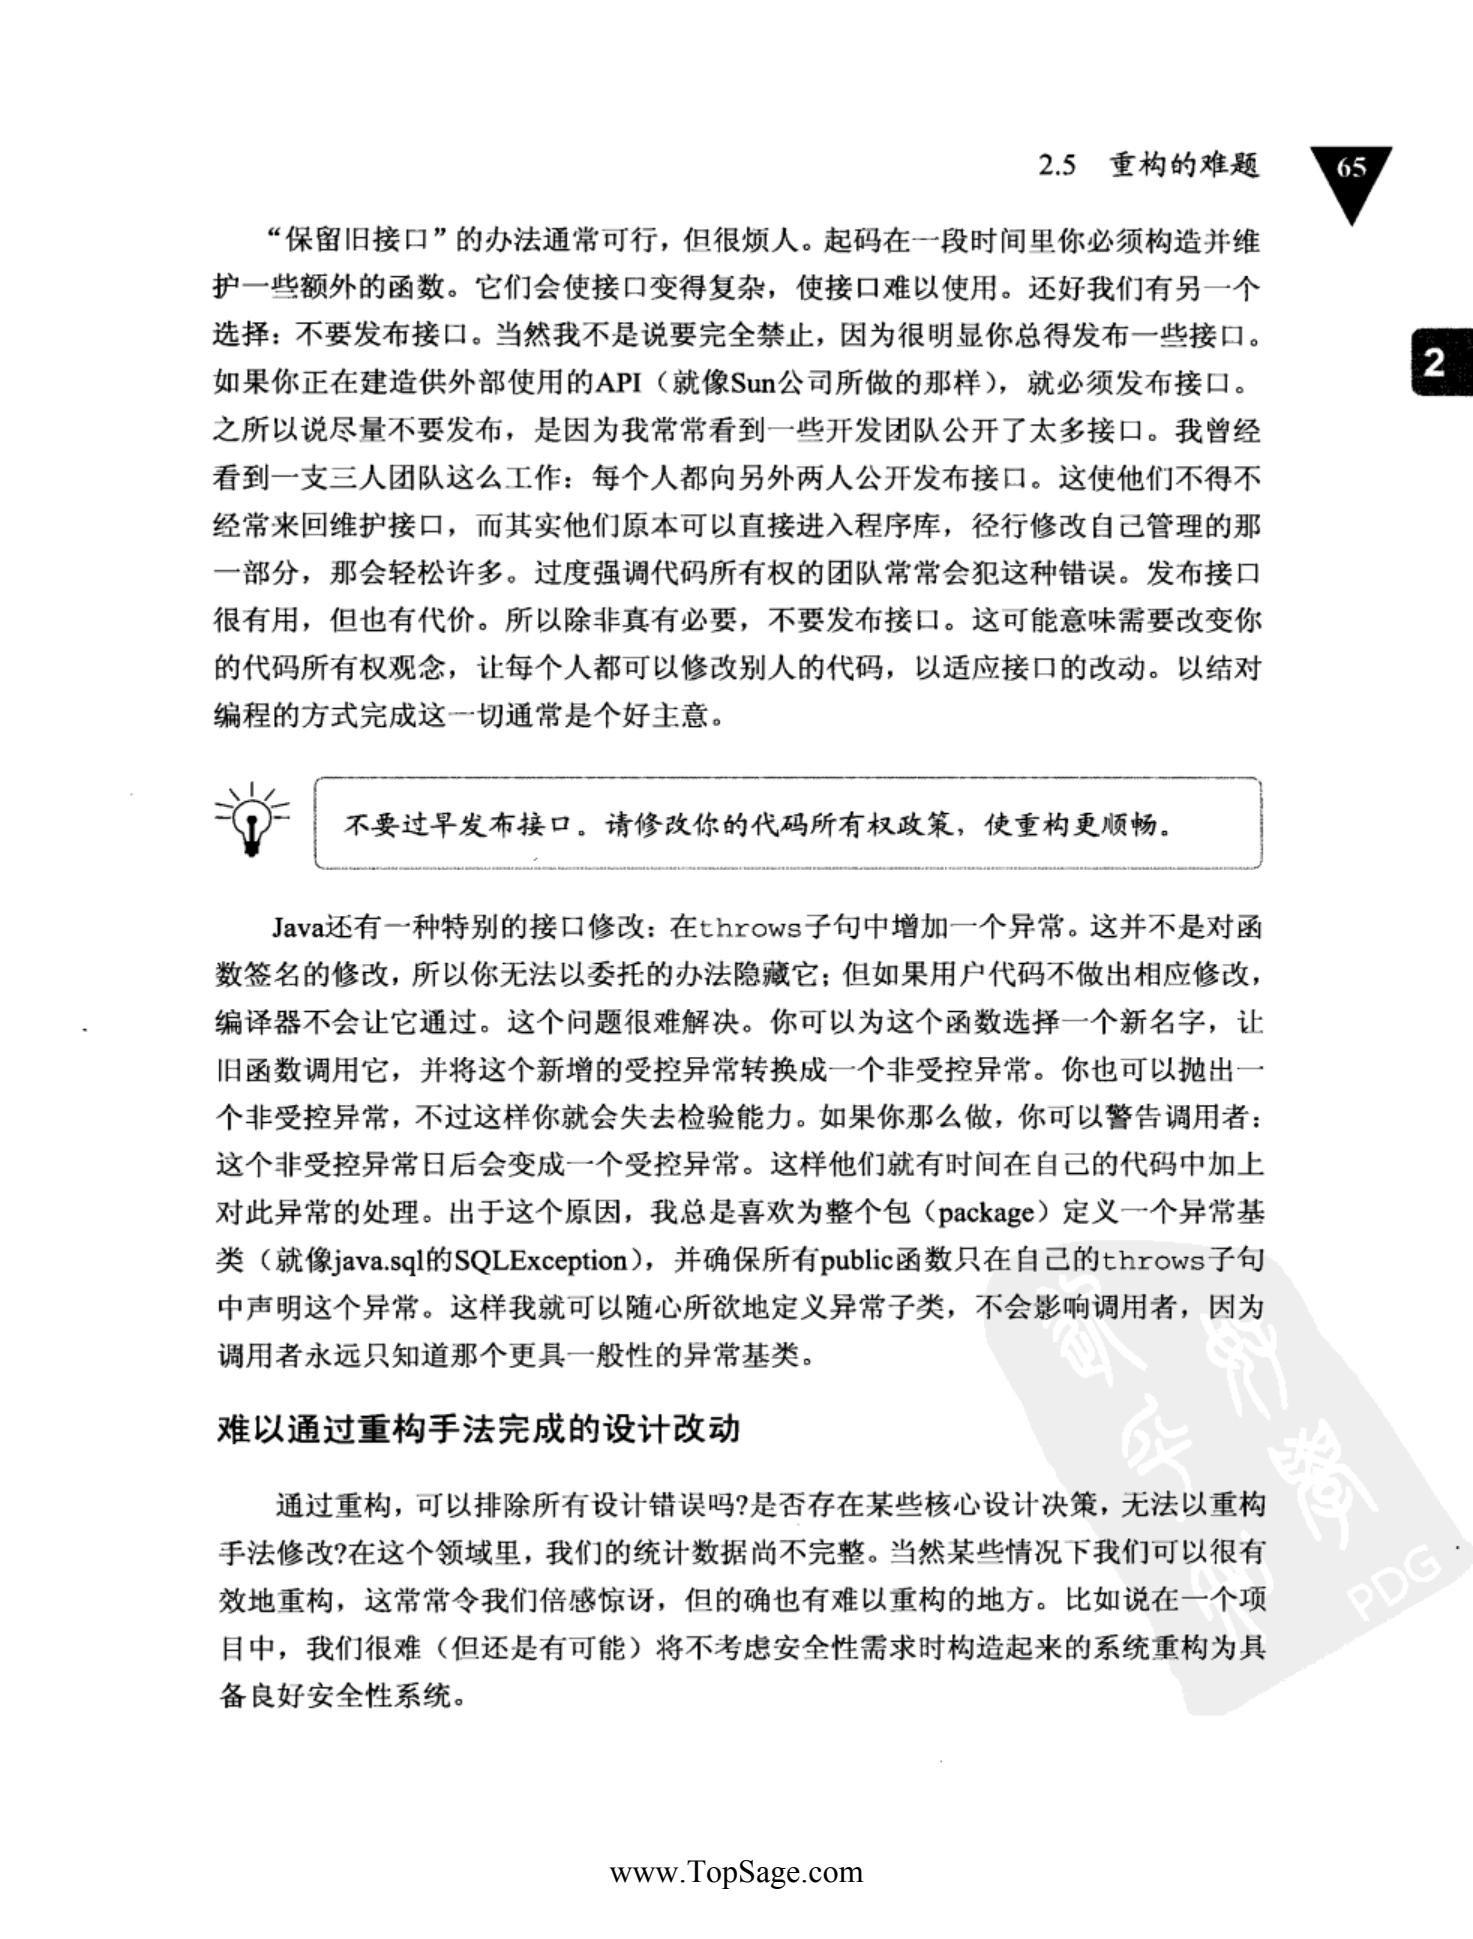 2.5 重构的难题
65
“保留旧接口”的办法通常可行，但很烦人。起码在一段时间里你必须构造并维
护一些额外的函数。它们会使接口变得复杂，使接口难以使用。还好我们有另一个
选择：不要发布接口。当然我不是说要完全禁止，因为很明显你总得发布一些接口。
如果你正在建造供外部使用的API（就像Sun公司所做的那样），就必须发布接口。
之所以说尽量不要发布，是因为我常常看到一些开发团队公开了太多接口。我曾经
看到一支三人团队这么工作：每个人都向另外两人公开发布接口。这使他们不得不
经常来回维护接口，而其实他们原本可以直接进入程序库，径行修改自己管理的那
一部分，那会轻松许多。过度强调代码所有权的团队常常会犯这种错误。发布接口
很有用，但也有代价。所以除非真有必要，不要发布接口。这可能意味需要改变你
的代码所有权观念，让每个人都可以修改别人的代码，以适应接口的改动。以结对
编程的方式完成这一切通常是个好主意。
2
不要过早发布接口。请修改你的代码所有权政策，使重构更顺畅。
Java还有一种特别的接口修改：在throws子句中增加一个异常。这并不是对函
数签名的修改，所以你无法以委托的办法隐藏它；但如果用户代码不做出相应修改，
编译器不会让它通过。这个问题很难解决。你可以为这个函数选择一个新名字，让
旧函数调用它，并将这个新增的受控异常转换成一个非受控异常。你也可以抛出一
个非受控异常，不过这样你就会失去检验能力。如果你那么做，你可以警告调用者：
这个非受控异常日后会变成一个受控异常。这样他们就有时间在自己的代码中加上
对此异常的处理。出于这个原因，我总是喜欢为整个包（package）定义一个异常基
类（就像java.sql的SQLException），并确保所有public函数只在自己的throws子句
中声明这个异常。这样我就可以随心所欲地定义异常子类，不会影响调用者，因为
调用者永远只知道那个更具一般性的异常基类。
难以通过重构手法完成的设计改动
通过重构，可以排除所有设计错误吗?是否存在某些核心设计决策，无法以重构
手法修改?在这个领域里，我们的统计数据尚不完整。当然某些情况下我们可以很有
效地重构，这常常令我们倍感惊讶，但的确也有难以重构的地方。比如说在一个项
目中，我们很难（但还是有可能）将不考虑安全性需求时构造起来的系统重构为具
备良好安全性系统。
PDG
www.TopSage.com